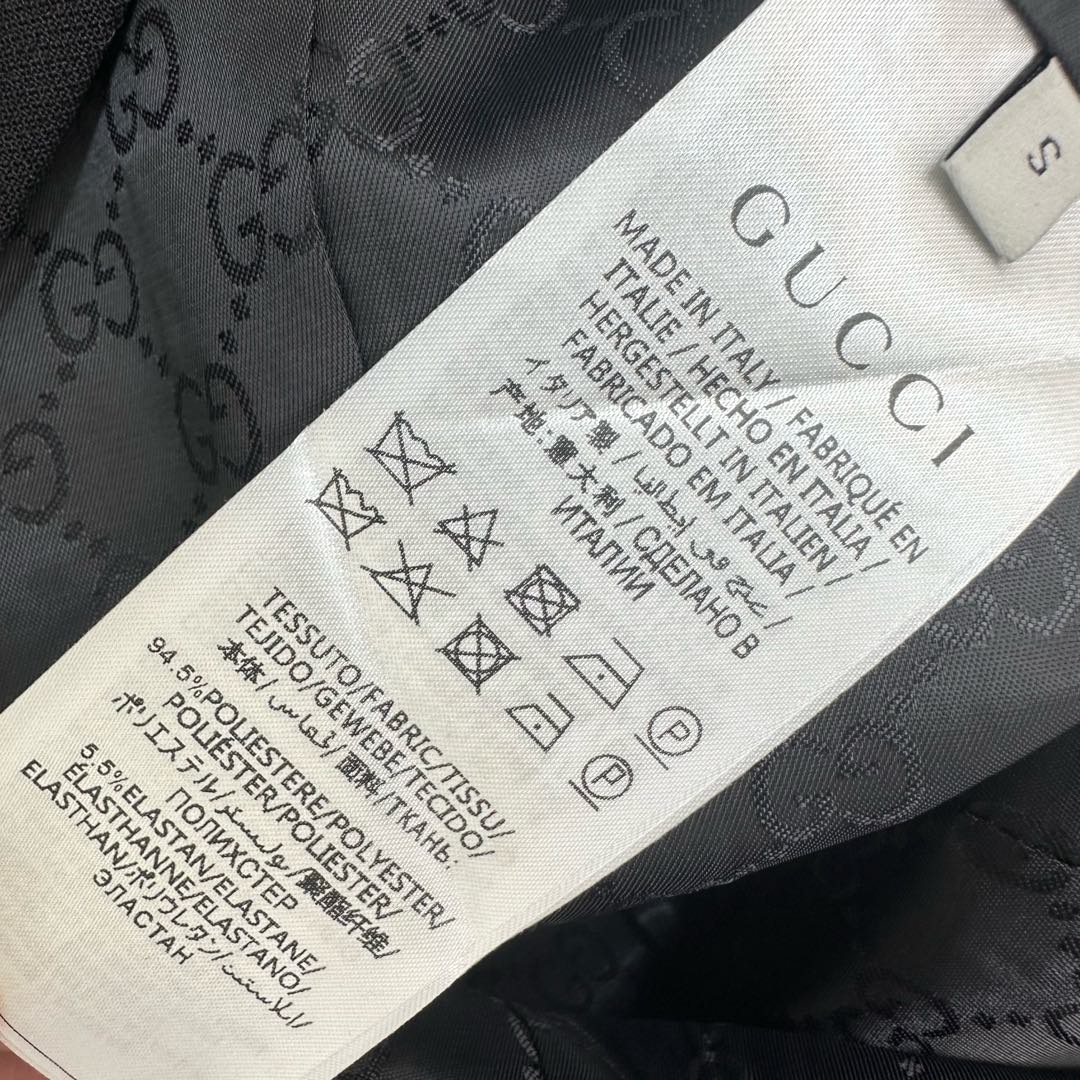 S
GUCCI
MADE IN ITALY / FABRIQUÉ EN
ITALIE / HECHO EN ITALIA /
HERGESTELLT IN ITALIEN /
FABRICADO EM ITALIA /
イタリア製 / صنع في إيطاليا /
产地:意大利 / СДЕЛАНО В
ИТАЛИИ
P
P
TESSUTO/FABRIC/TISSU/
TEJIDO/GEWEBE/TECIDO/
本体/قماس/面料/ТКАНЬ:
94.5%POLIESTERE/POLYESTER/
POLIÉSTER/POLIESTER/
ポリエステル/بوليستر/聚酯纤维/
ПОЛИХСТЕР
5.5%ELASTAN/ELASTANE/
ÉLASTHANNE/ELASTANO/
ELASTHAN/ポリウレタン/ايلاستين/
ЭЛАСТАН